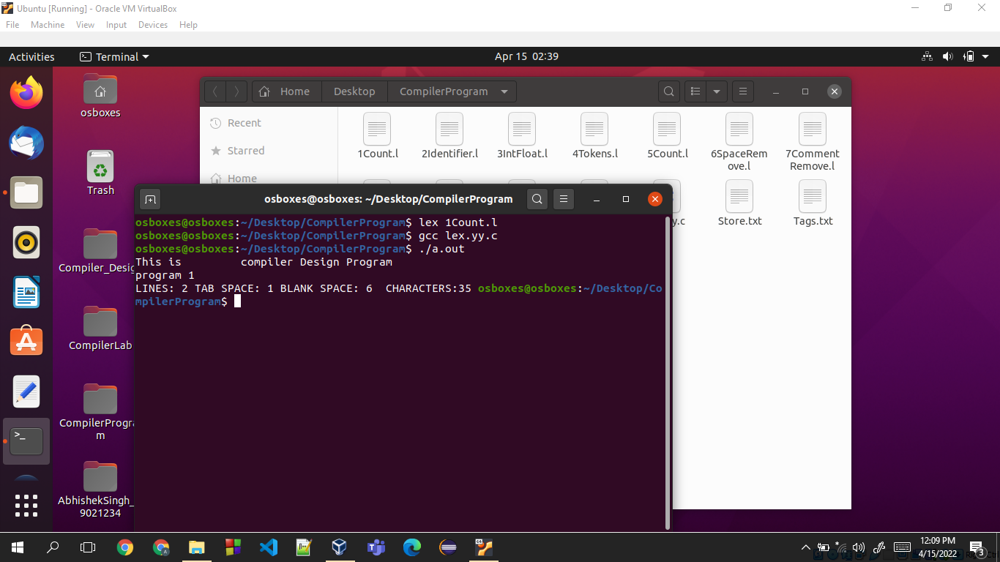 Ubuntu [Running] - Oracle VM VirtualBox
File Machine View Input Devices Help
Activities Terminal Apr 15 02:39
osboxes
Trash
Compiler_Desig
CompilerLab
CompilerProgra
m
AbhishekSingh_
9021234
Home Desktop CompilerProgram
Recent
Starred
Home
1Count.l 2Identifier.l 3IntFloat.l 4Tokens.l 5Count.l 6SpaceRem
ove.l 7Comment
Remove.l
y.c Store.txt Tags.txt
osboxes@osboxes: ~/Desktop/CompilerProgram
osboxes@osboxes:~/Desktop/CompilerProgram$ lex 1Count.l
osboxes@osboxes:~/Desktop/CompilerProgram$ gcc lex.yy.c
osboxes@osboxes:~/Desktop/CompilerProgram$ ./a.out
This is         compiler Design Program
program 1
LINES: 2 TAB SPACE: 1 BLANK SPACE: 6  CHARACTERS:35 osboxes@osboxes:~/Desktop/Co
mpilerProgram$
12:09 PM
4/15/2022
3